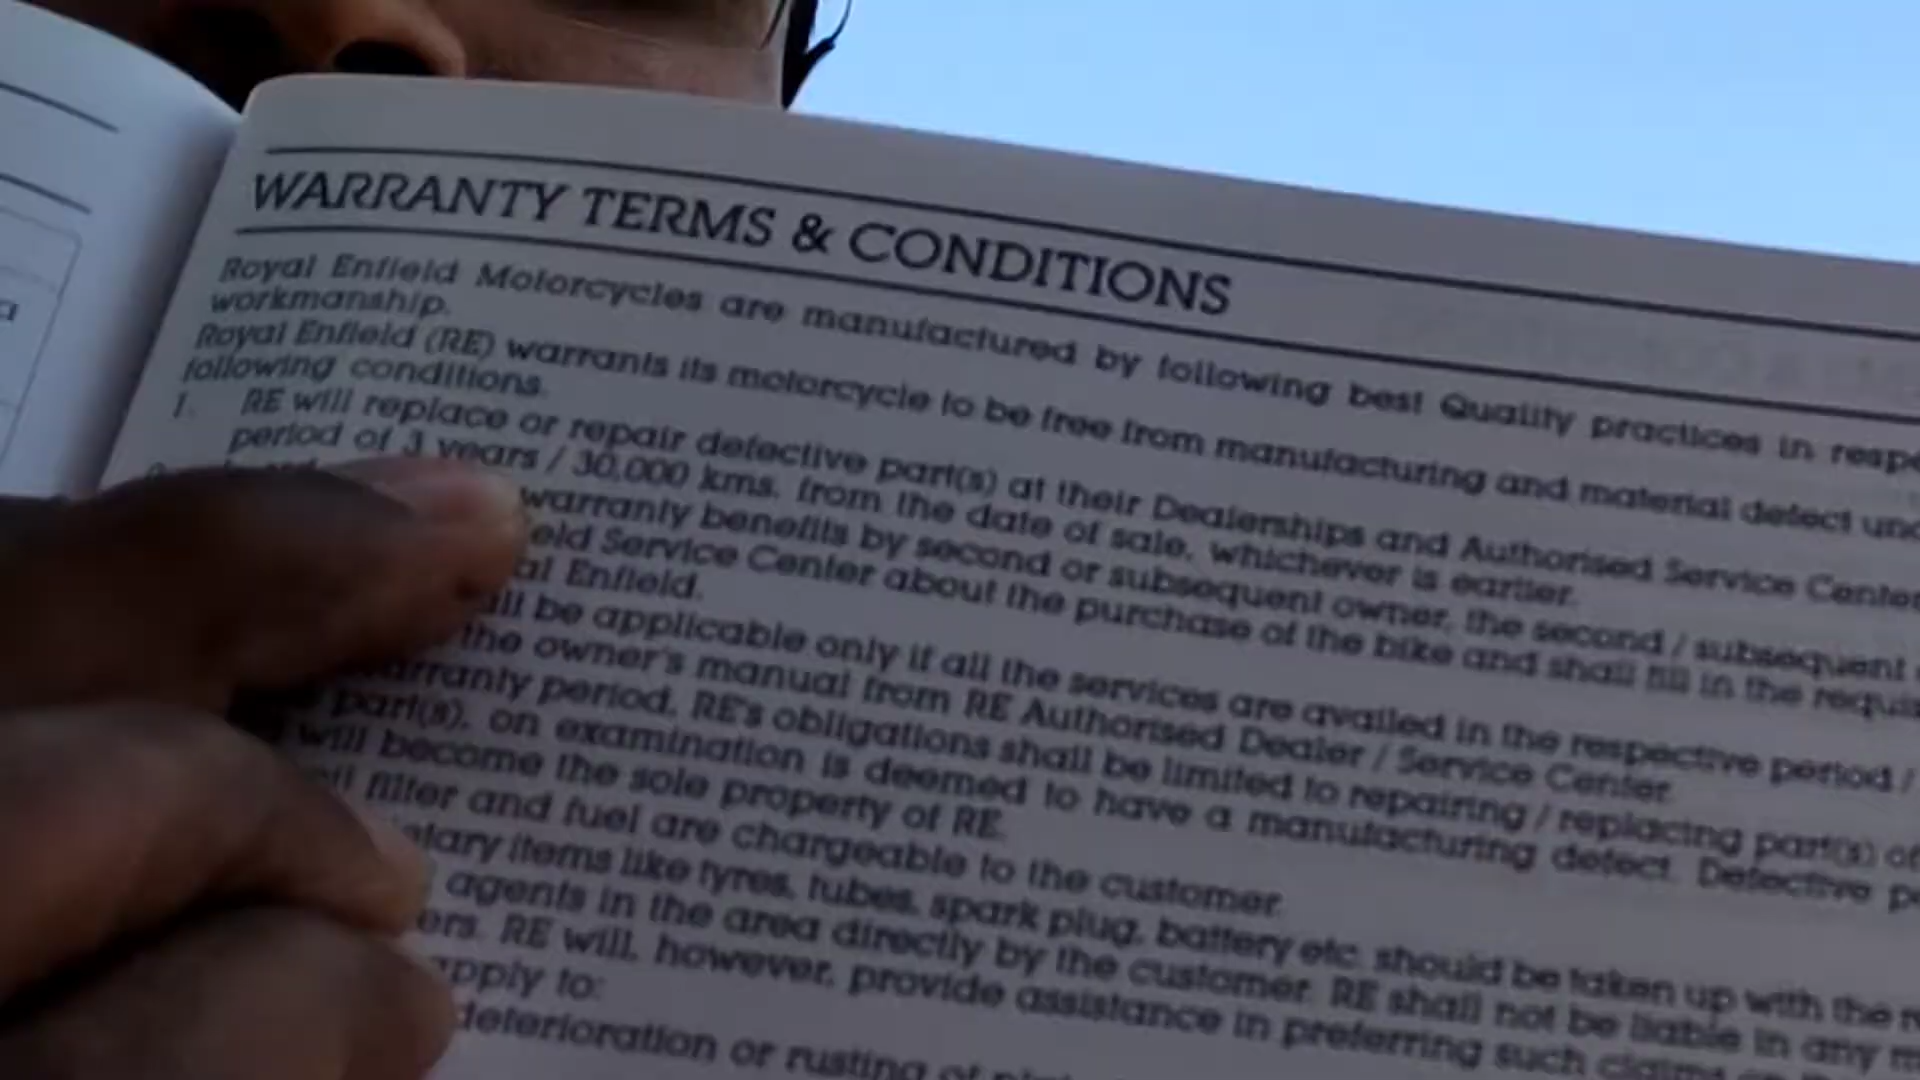 WARRANTY TERMS & CONDITIONS
Royal Enfield Motorcycles are manufactured by following best Quality practices in
workmanship.
Royal Enfield (RE) warrants its motorcycle to be free from manufacturing and material defect
following conditions.
1. RE will replace or repair defective part(s) at their Dealerships and Authorised Service
period of 3 years / 30,000 kms. from the date of sale, whichever is earlier.
warranty benefits by second or subsequent owner, the second / subsequent
Service Center about the purchase of the bike and shall fill in the
Enfield.
be applicable only if all the services are availed in the respective period /
the owner's manual from RE Authorised Dealer / Service Center.
period, RE's obligations shall be limited to repairing / replacing part(s) of
part(s), on examination is deemed to have a manufacturing defect. Defective
will become the sole property of RE.
filter and fuel are chargeable to the customer.
items like tyres, tubes, spark plug, battery etc. should be taken up with the
agents in the area directly by the customer. RE shall not be liable in any
RE will, however, provide assistance in preferring such claims
apply to:
deterioration or rusting of